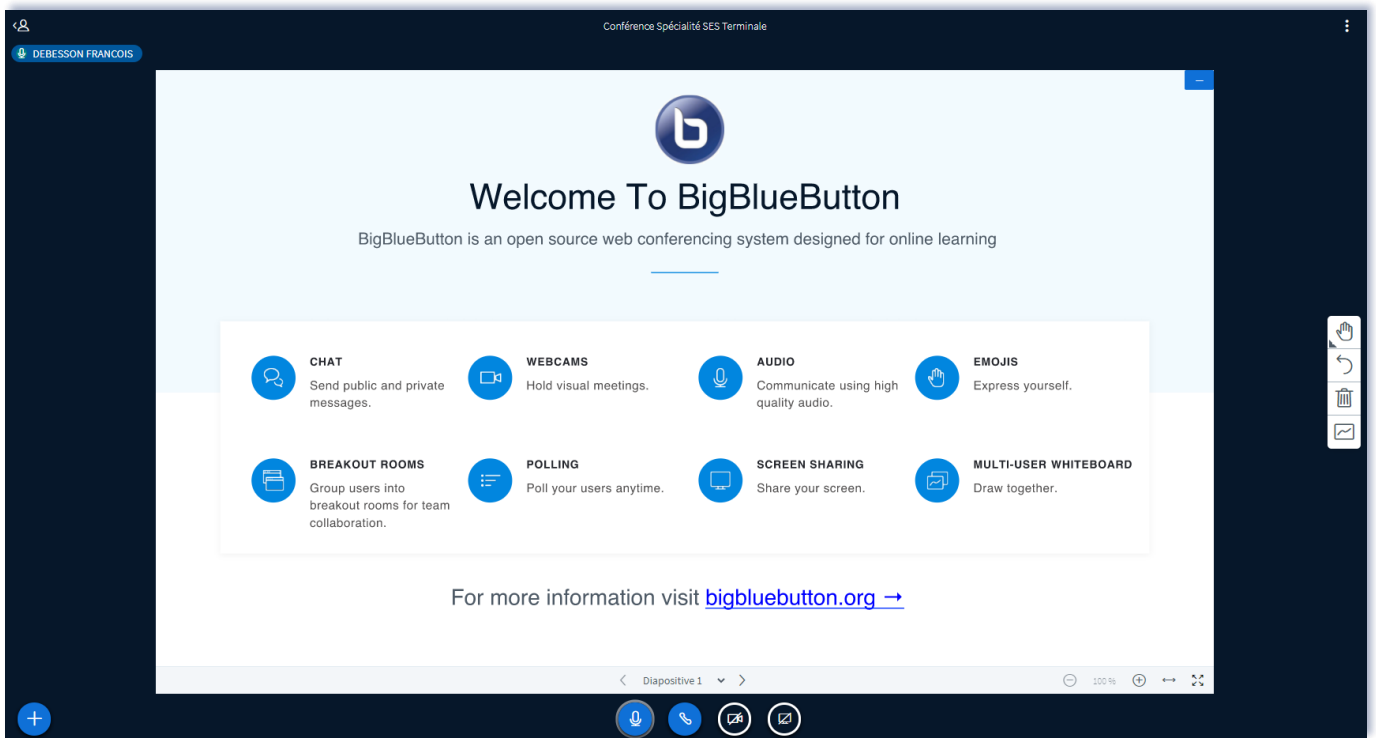 Conférence Spécialité SES Terminale
DEBESSON FRANCOIS
Welcome To BigBlueButton
BigBlueButton is an open source web conferencing system designed for online learning
CHAT
Send public and private
messages.
WEBCAMS
Hold visual meetings.
AUDIO
Communicate using high
quality audio.
EMOJIS
Express yourself.
BREAKOUT ROOMS
Group users into
breakout rooms for team
collaboration.
POLLING
Poll your users anytime.
SCREEN SHARING
Share your screen.
MULTI-USER WHITEBOARD
Draw together.
For more information visit bigbluebutton.org →
Diapositive 1
100 %